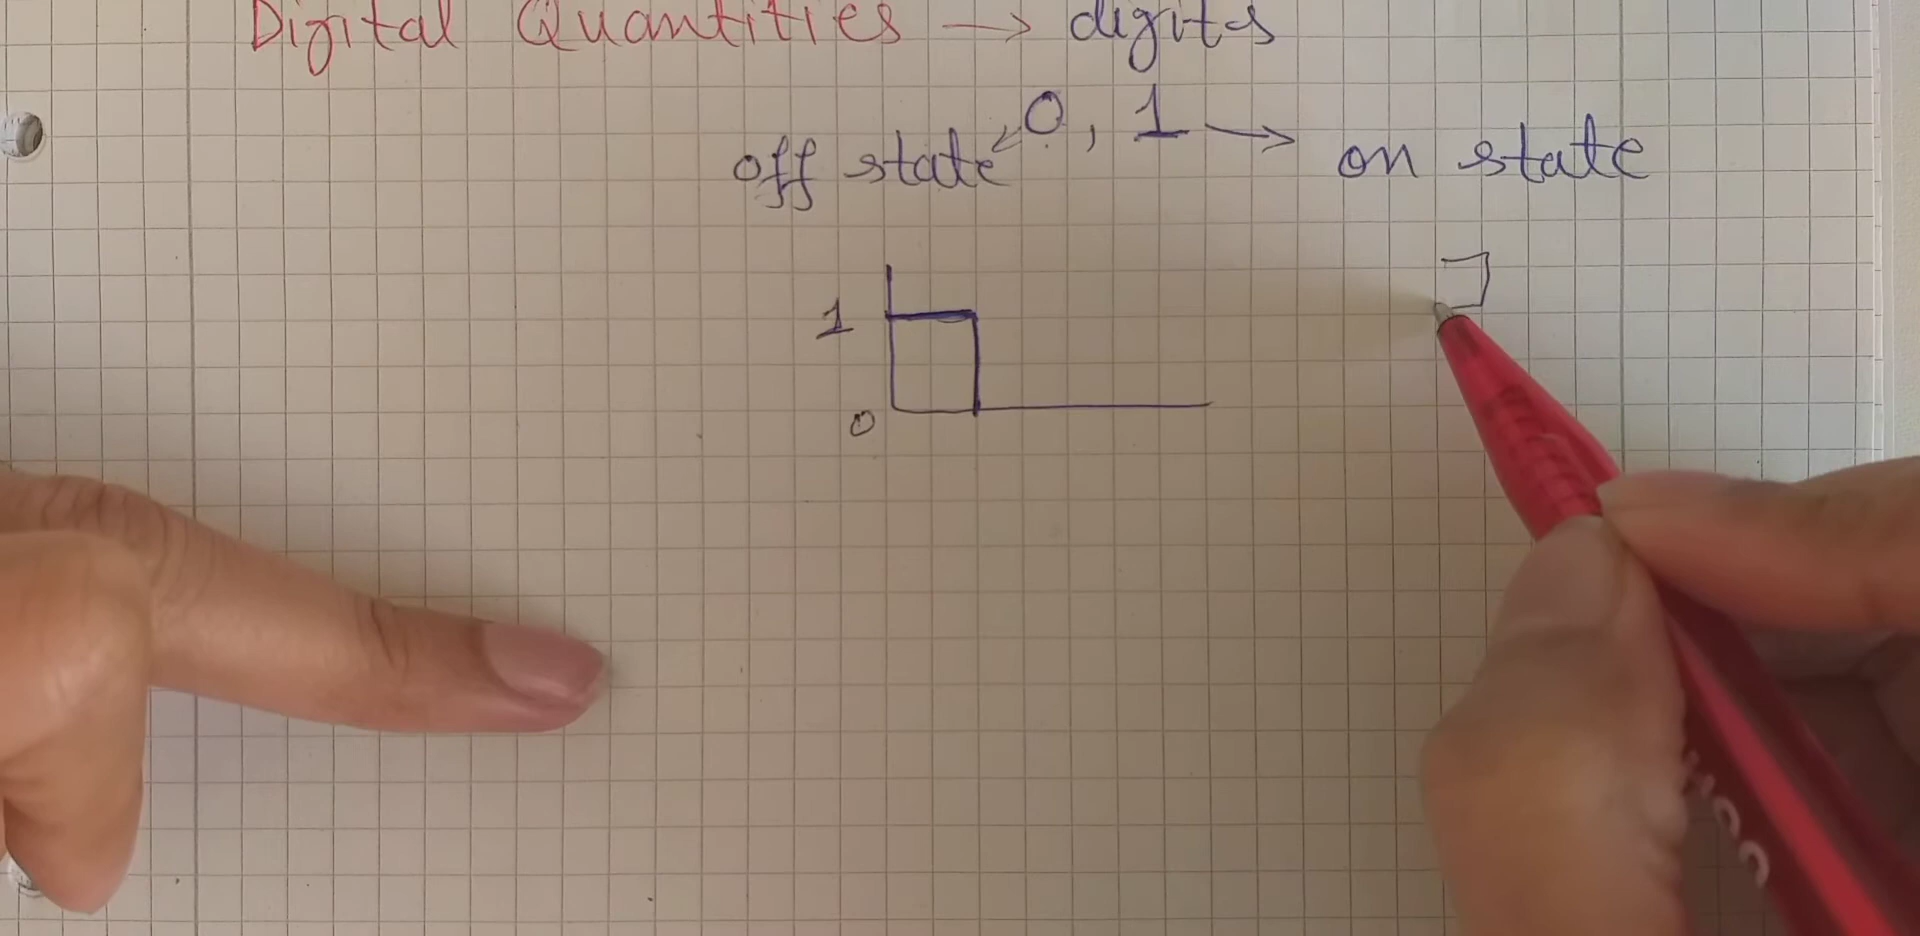 Digital Quantities → digits
0, 1 → on state
off state
1
0